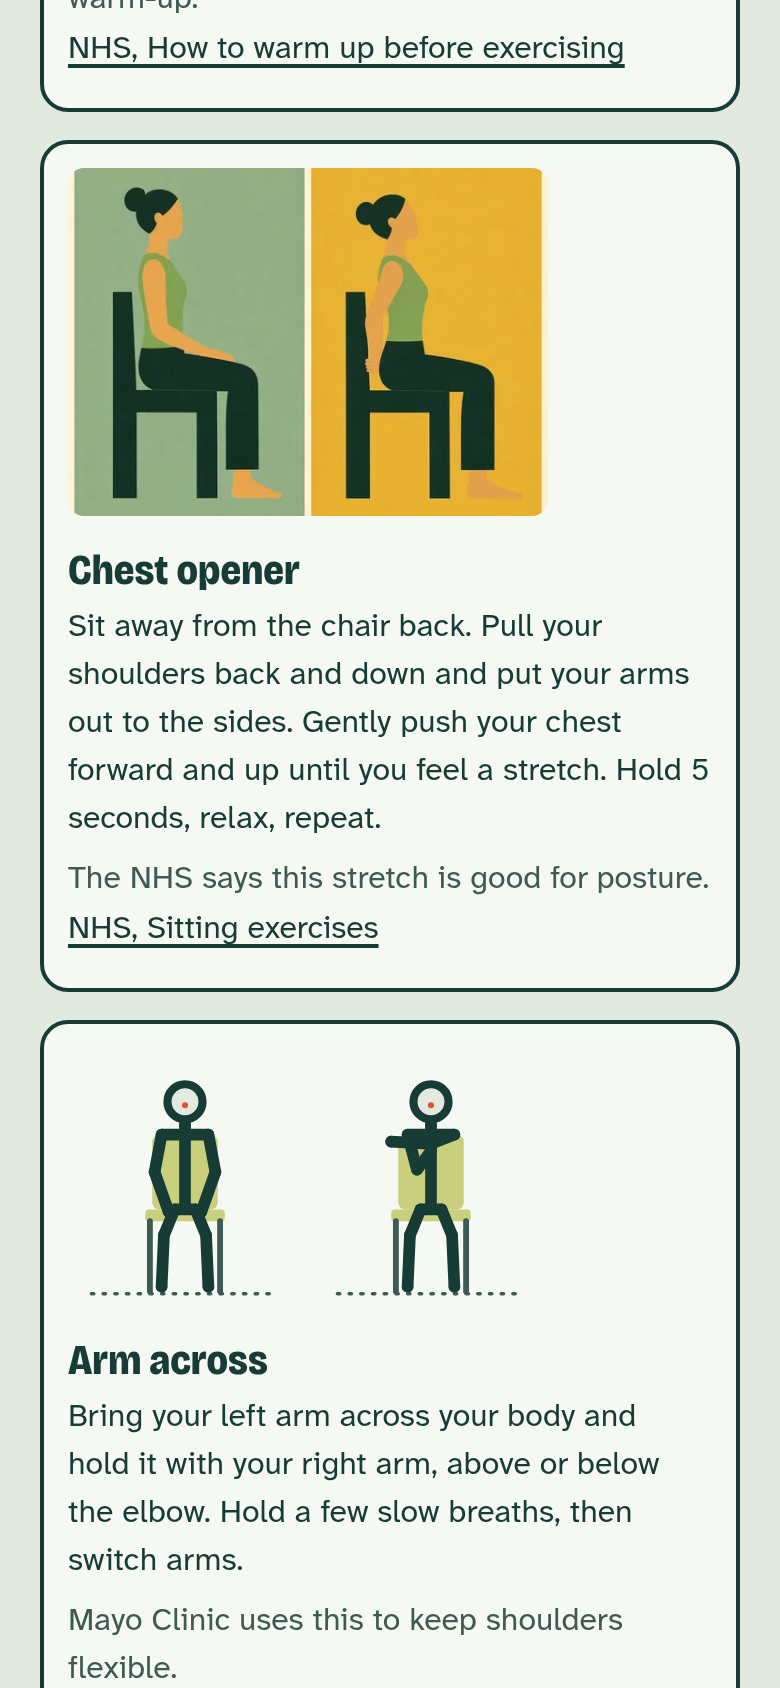 warm-up.
NHS, How to warm up before exercising
Chest opener
Sit away from the chair back. Pull your
shoulders back and down and put your arms
out to the sides. Gently push your chest
forward and up until you feel a stretch. Hold 5
seconds, relax, repeat.
The NHS says this stretch is good for posture.
NHS, Sitting exercises
Arm across
Bring your left arm across your body and
hold it with your right arm, above or below
the elbow. Hold a few slow breaths, then
switch arms.
Mayo Clinic uses this to keep shoulders
flexible.